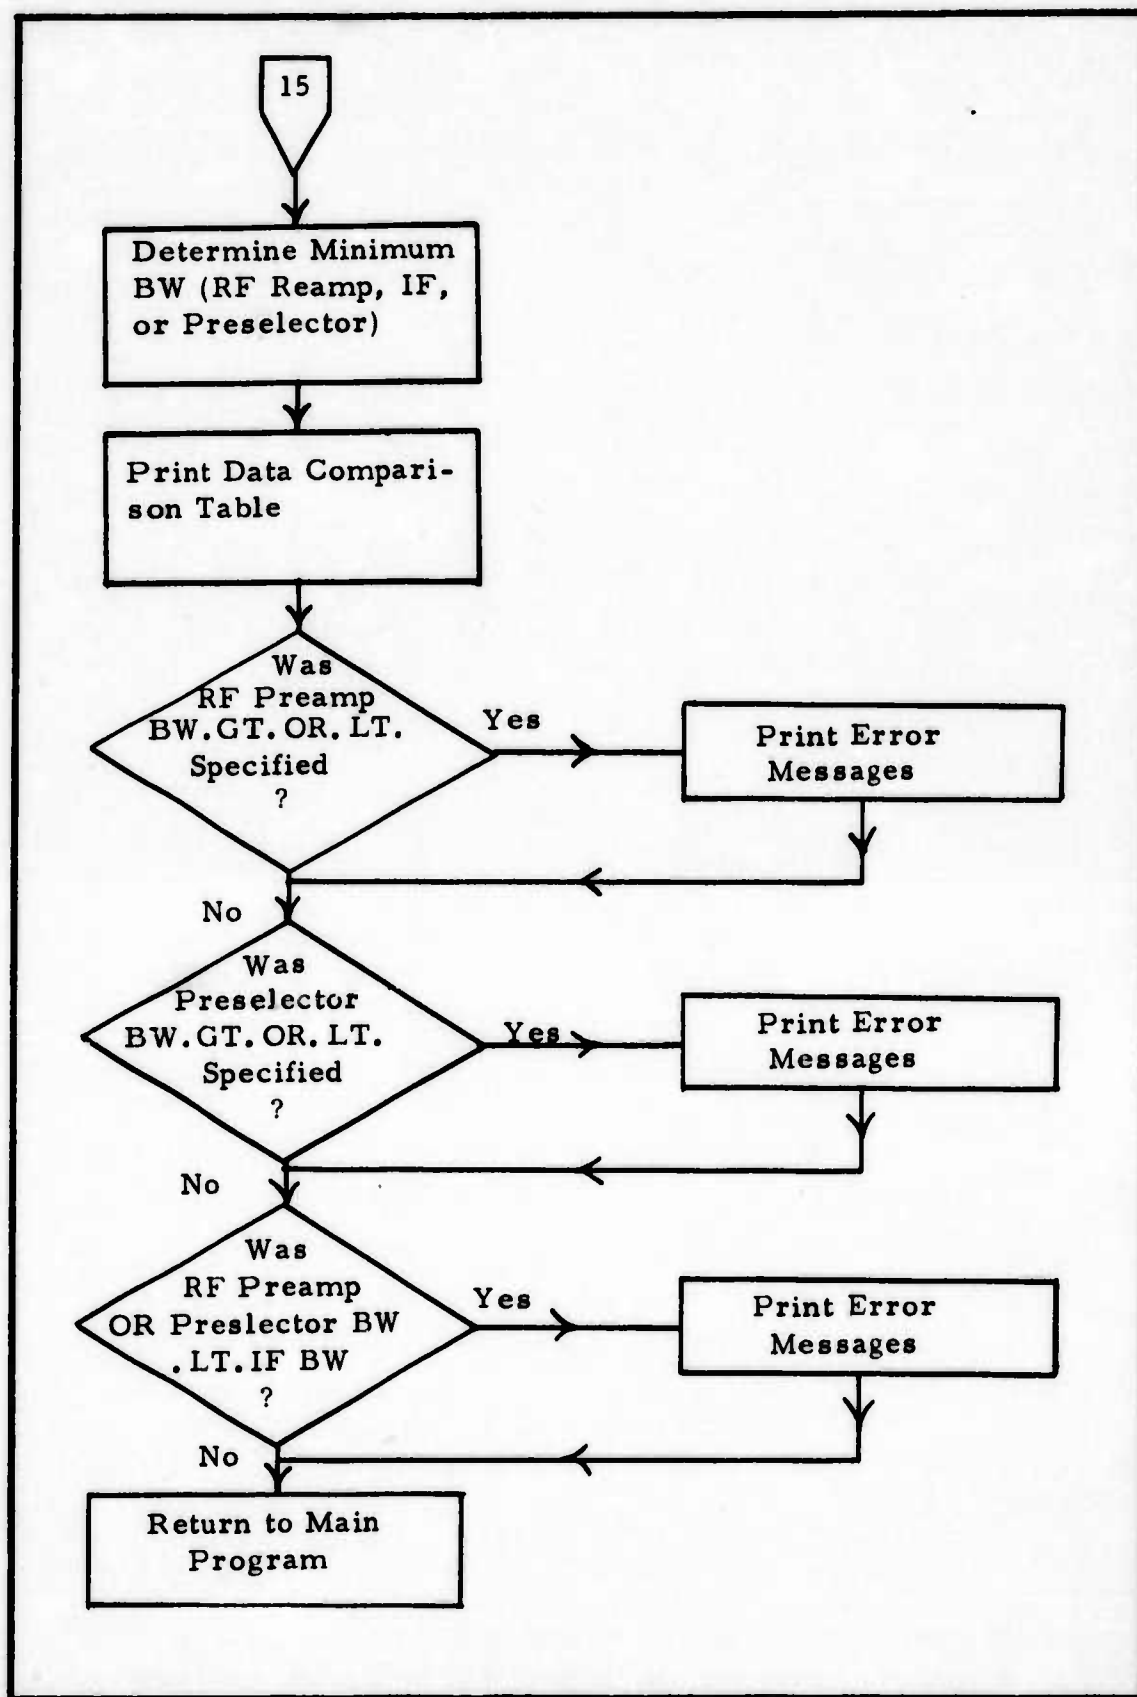 15
Determine Minimum
BW (RF Reamp, IF,
or Preselector)
Print Data Compari-
son Table
Was
RF Preamp
BW.GT.OR.LT.
Specified
?
Yes
Print Error
Messages
No
Was
Preselector
BW.GT.OR.LT.
Specified
?
Yes
Print Error
Messages
No
Was
RF Preamp
OR Preslector BW
.LT.IF BW
?
Yes
Print Error
Messages
No
Return to Main
Program